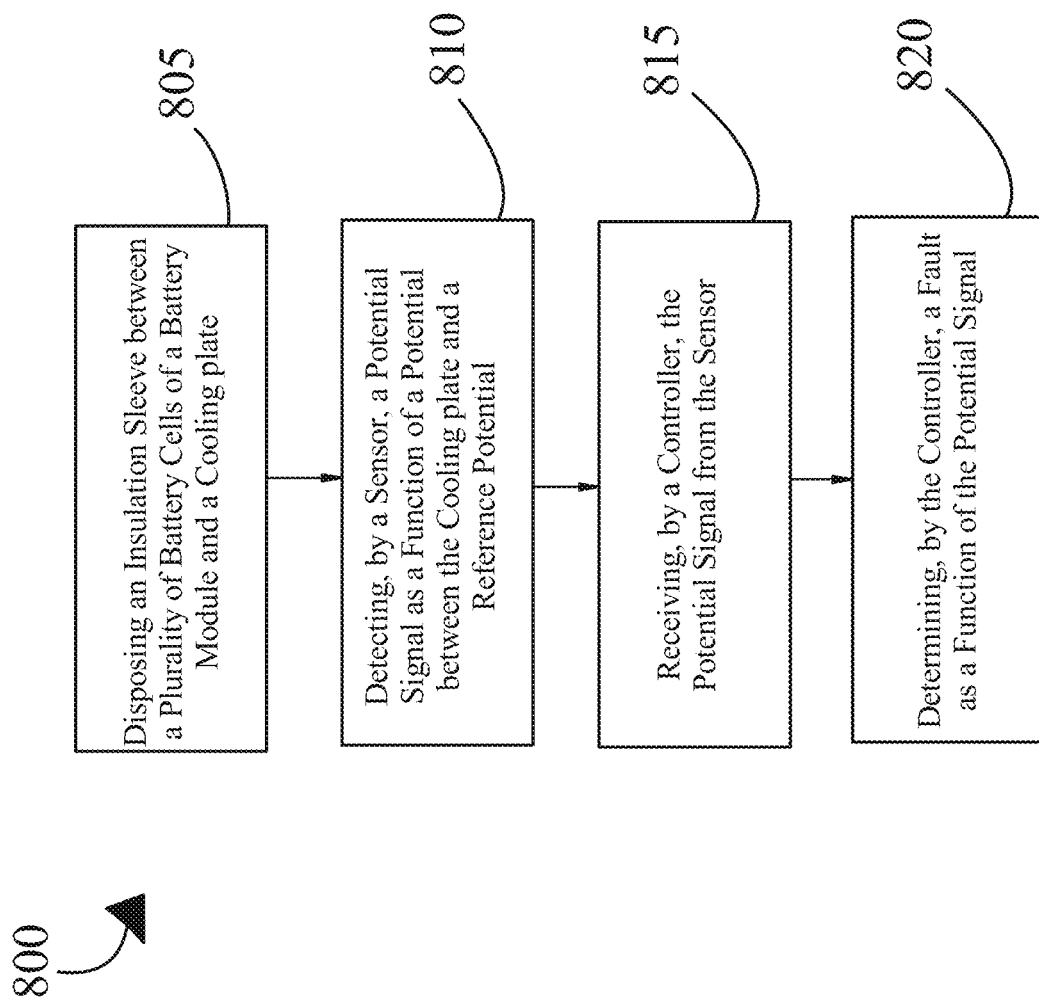 800
Disposing an Insulation Sleeve between
a Plurality of Battery Cells of a Battery
Module and a Cooling plate
805
Detecting, by a Sensor, a Potential
Signal as a Function of a Potential
between the Cooling plate and a
Reference Potential
810
Receiving, by a Controller, the
Potential Signal from the Sensor
815
Determining, by the Controller, a Fault
as a Function of the Potential Signal
820